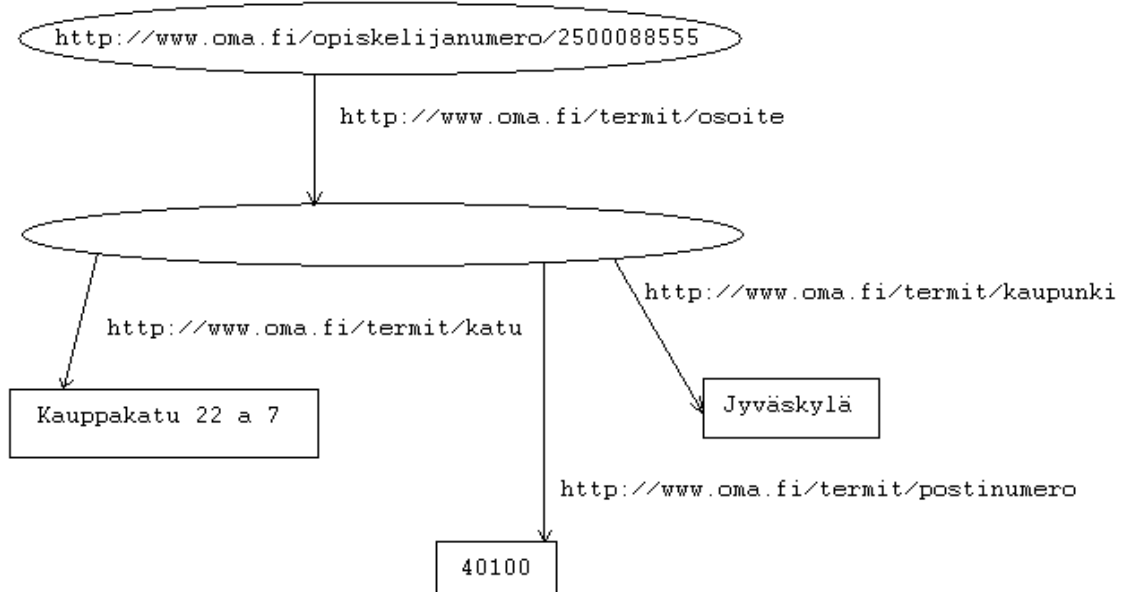 http://www.oma.fi/opiskelijanumero/2500088555
http://www.oma.fi/termit/osoite
http://www.oma.fi/termit/kaupunki
http://www.oma.fi/termit/katu
Jyväskylä
Kauppakatu 22 a 7
http://www.oma.fi/termit/postinumero
40100